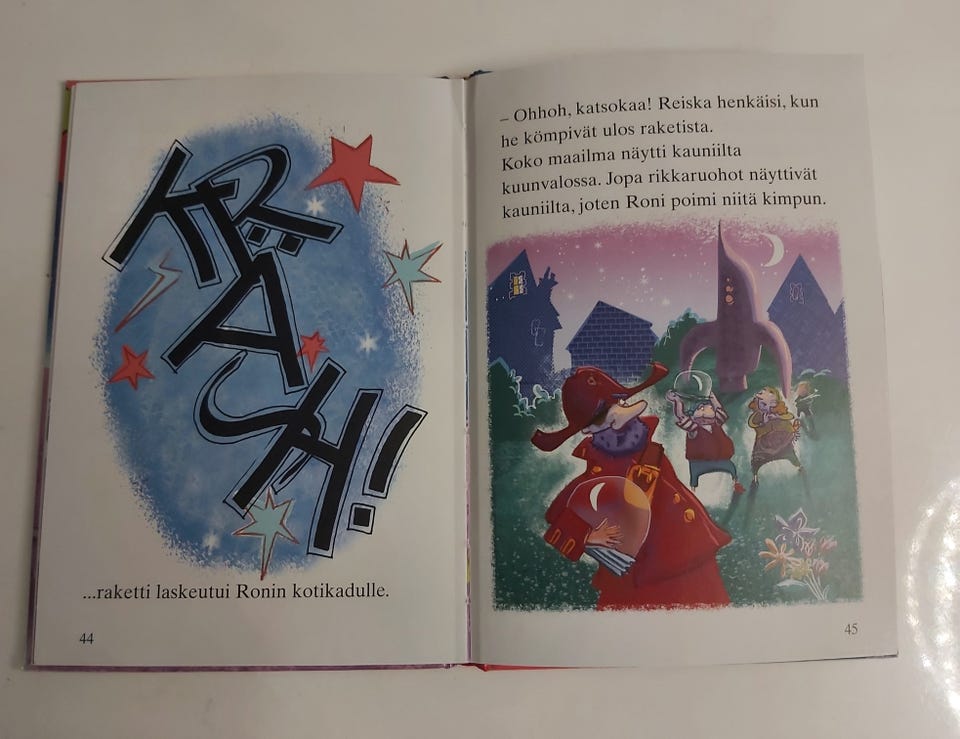 KRÄSH!
...raketti laskeutui Ronin kotikadulle.
44
– Ohhoh, katsokaa! Reiska henkäisi, kun
he kömpivät ulos raketista.
Koko maailma näytti kauniilta
kuunvalossa. Jopa rikkaruohot näyttivät
kauniilta, joten Roni poimi niitä kimpun.
45